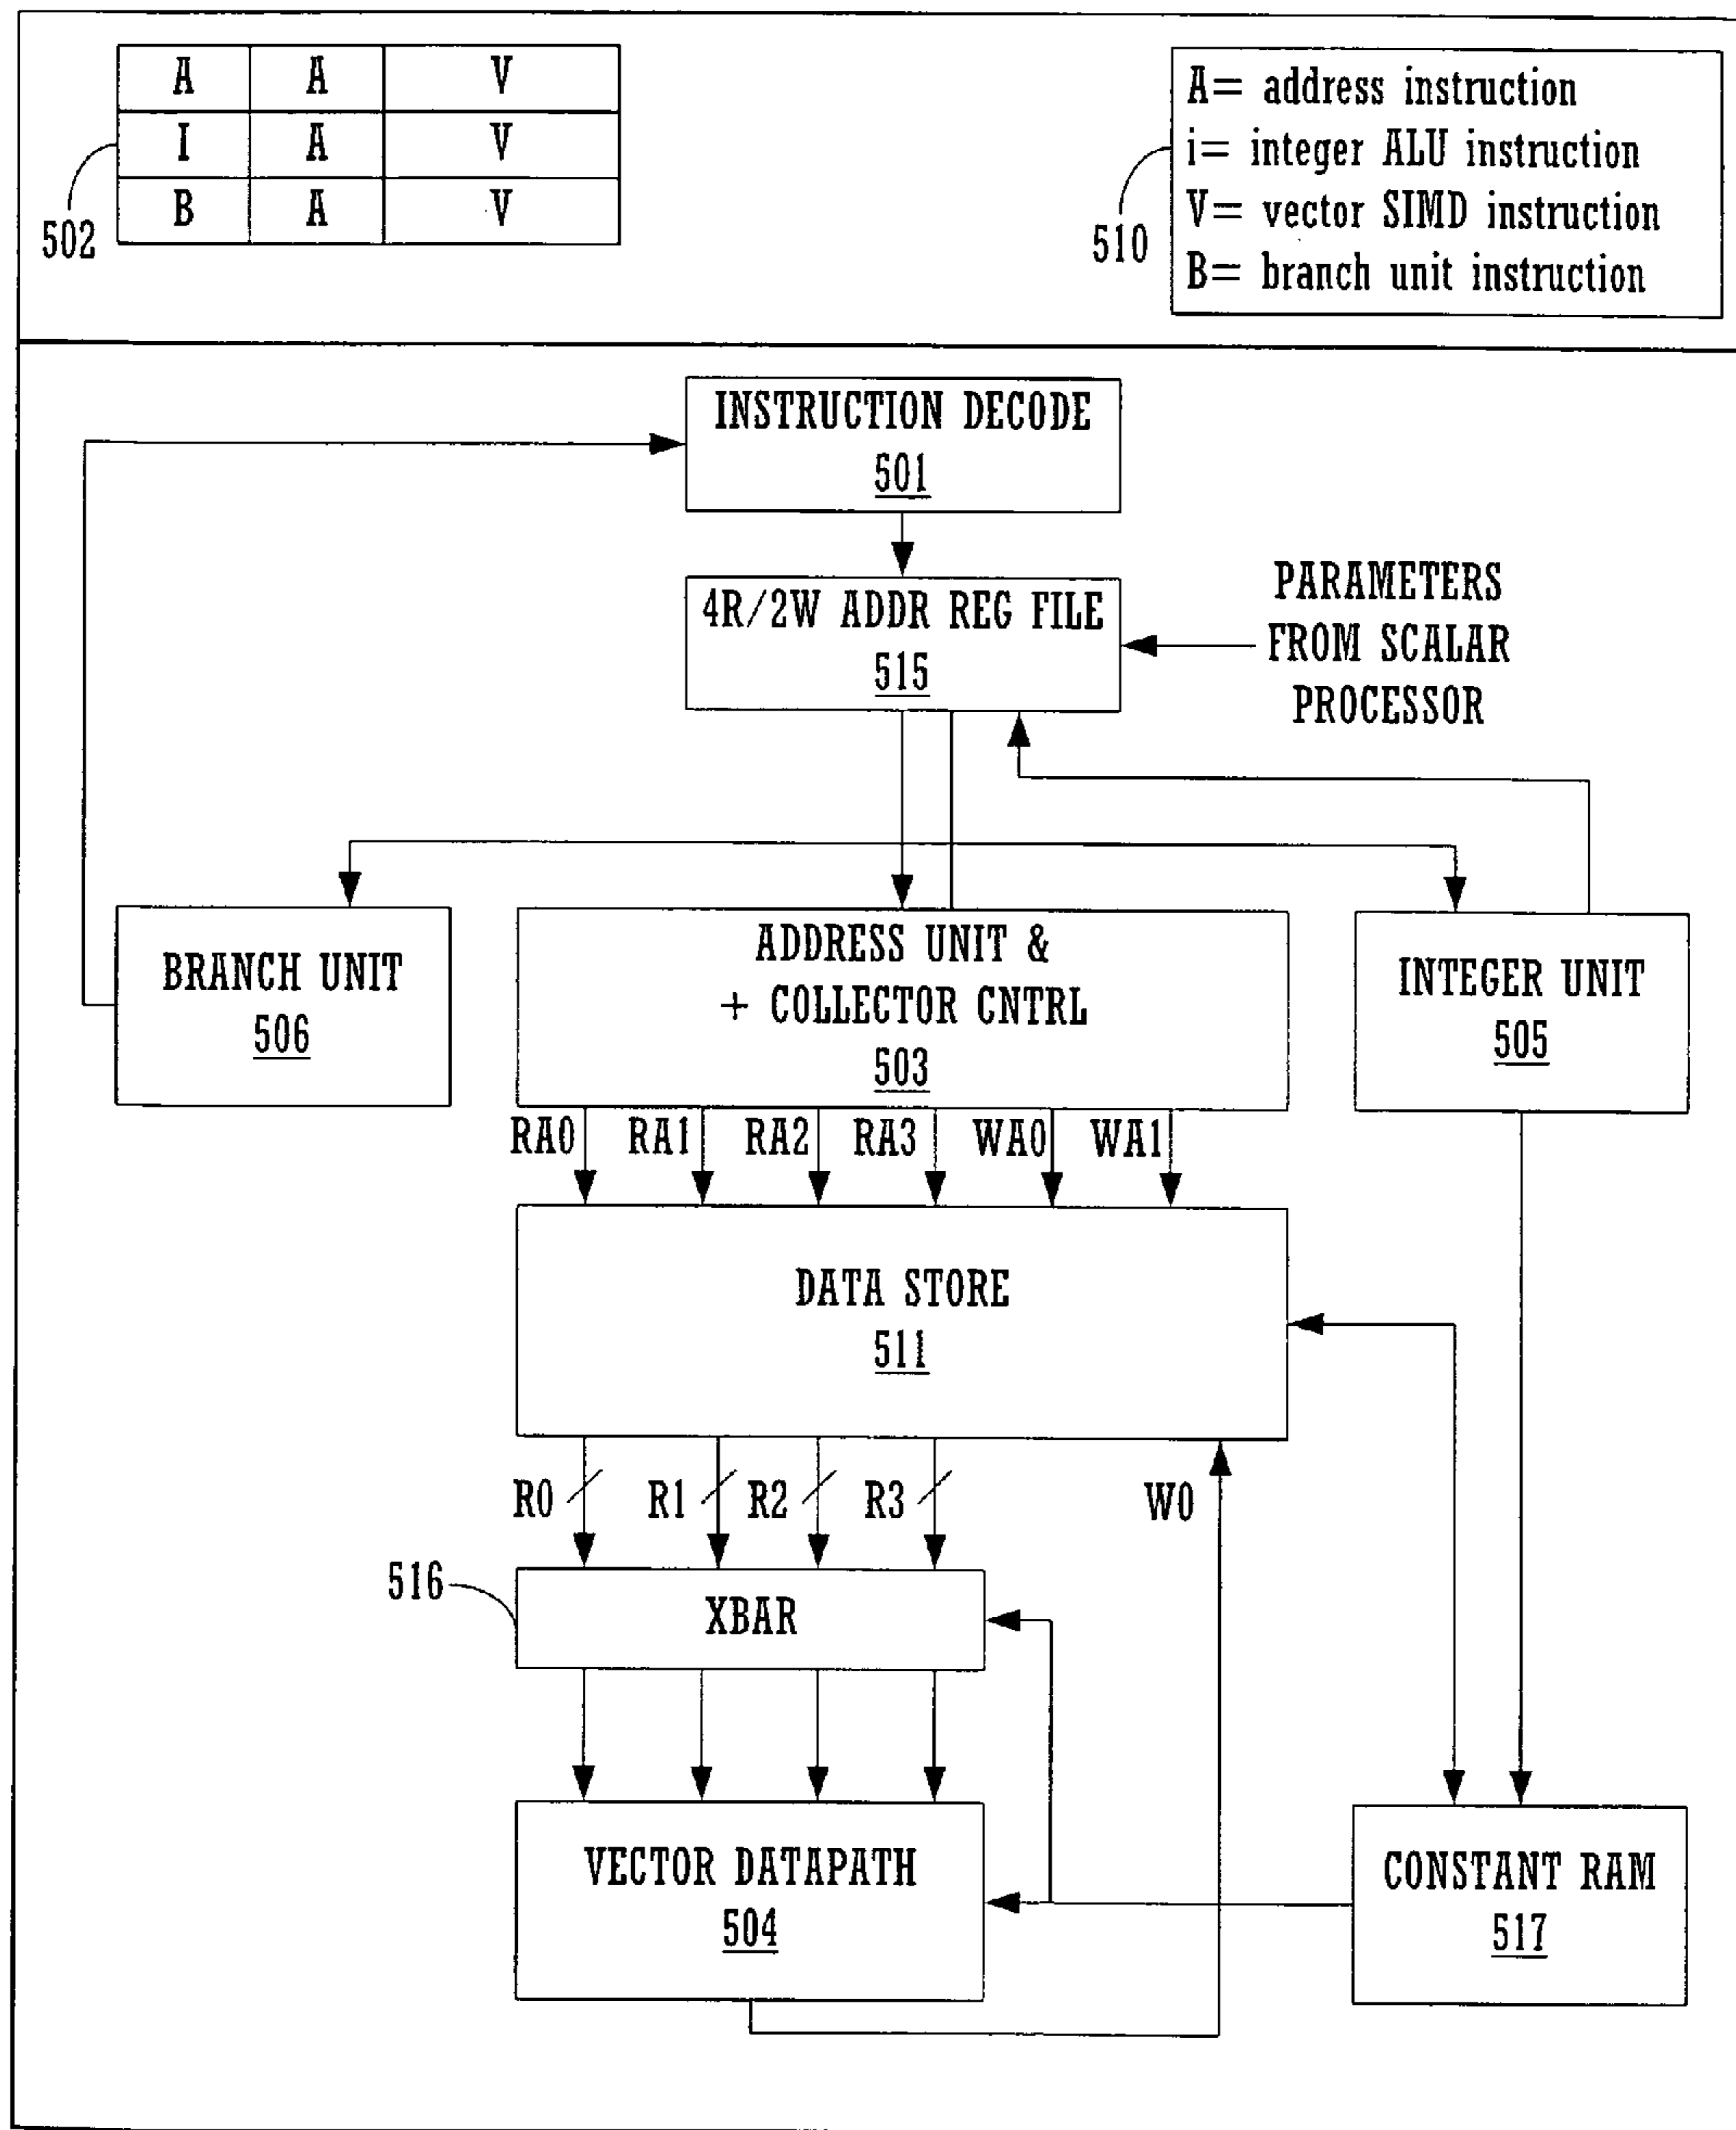 A A V
I A V
B A V
502
A= address instruction
i= integer ALU instruction
V= vector SIMD instruction
B= branch unit instruction
510
INSTRUCTION DECODE
501
4R/2W ADDR REG FILE
515
PARAMETERS
FROM SCALAR
PROCESSOR
BRANCH UNIT
506
ADDRESS UNIT &
+ COLLECTOR CNTRL
503
INTEGER UNIT
505
RA0 RA1 RA2 RA3 WA0 WA1
DATA STORE
511
R0 R1 R2 R3 W0
516
XBAR
VECTOR DATAPATH
504
CONSTANT RAM
517